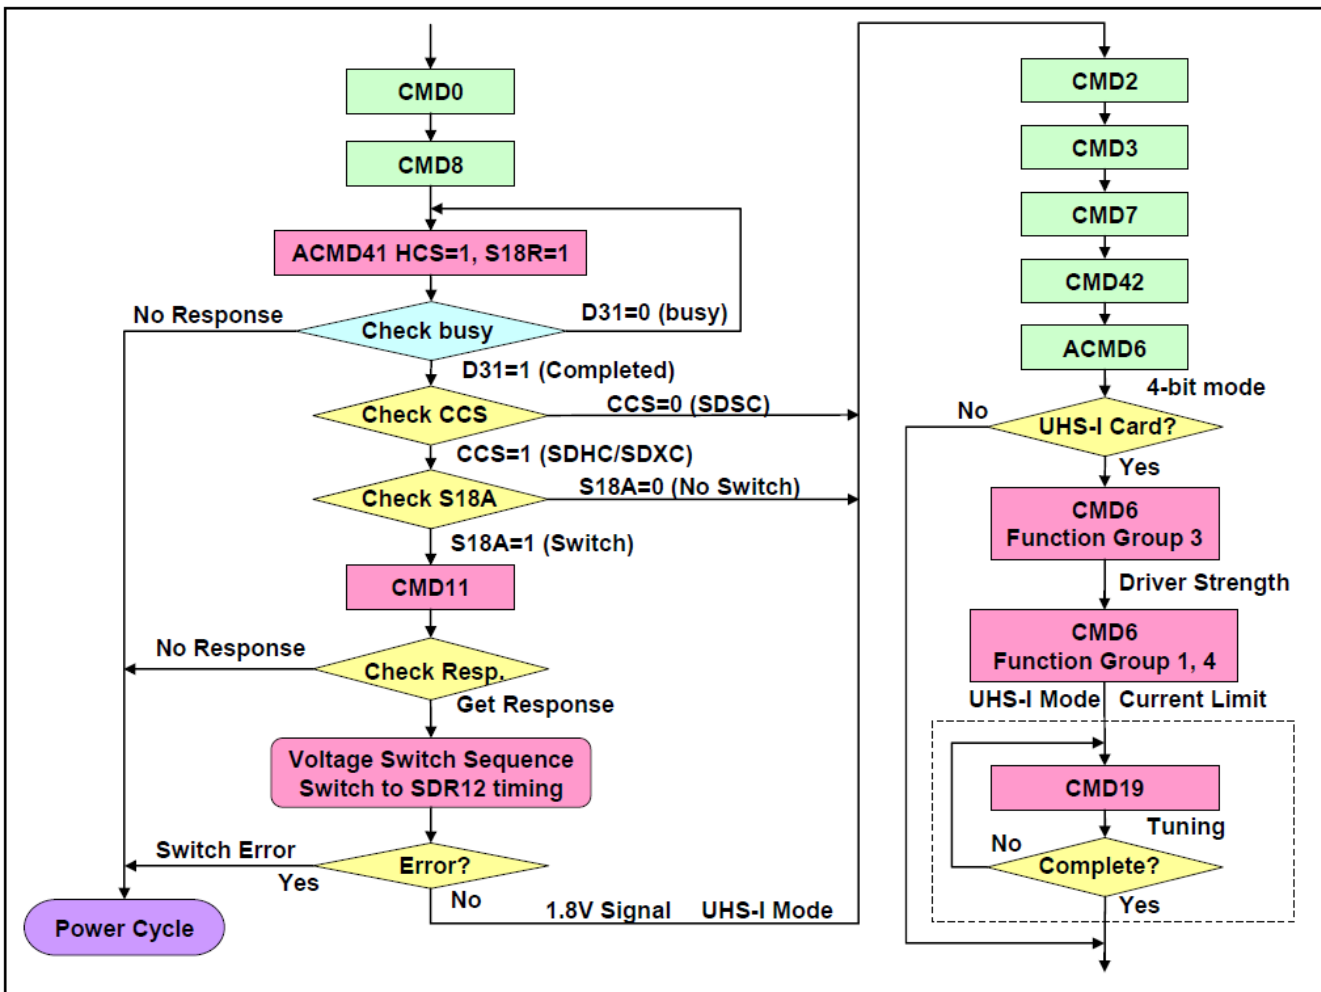 CMD0
CMD8
ACMD41 HCS=1, S18R=1
No Response
Check busy
D31=0 (busy)
D31=1 (Completed)
Check CCS
CCS=0 (SDSC)
CCS=1 (SDHC/SDXC)
Check S18A
S18A=0 (No Switch)
S18A=1 (Switch)
CMD11
No Response
Check Resp.
Get Response
Voltage Switch Sequence
Switch to SDR12 timing
Switch Error
Error?
Yes
No
1.8V Signal UHS-I Mode
Power Cycle
CMD2
CMD3
CMD7
CMD42
ACMD6
4-bit mode
No
UHS-I Card?
Yes
CMD6
Function Group 3
Driver Strength
CMD6
Function Group 1, 4
UHS-I Mode Current Limit
CMD19
Tuning
No
Complete?
Yes